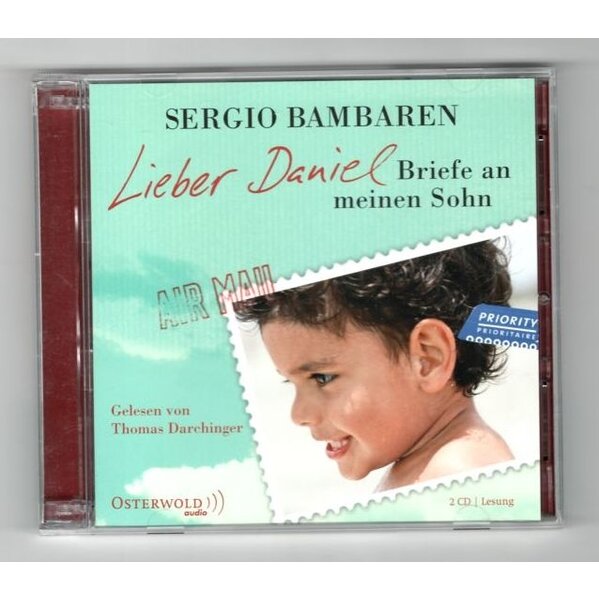 SERGIO BAMBAREN
Lieber Daniel Briefe an
meinen Sohn
AIR MAIL
PRIORITY
PRIORITAIRE
Gelesen von
Thomas Darchinger
OSTERWOLD)))
audio
2 CD | Lesung